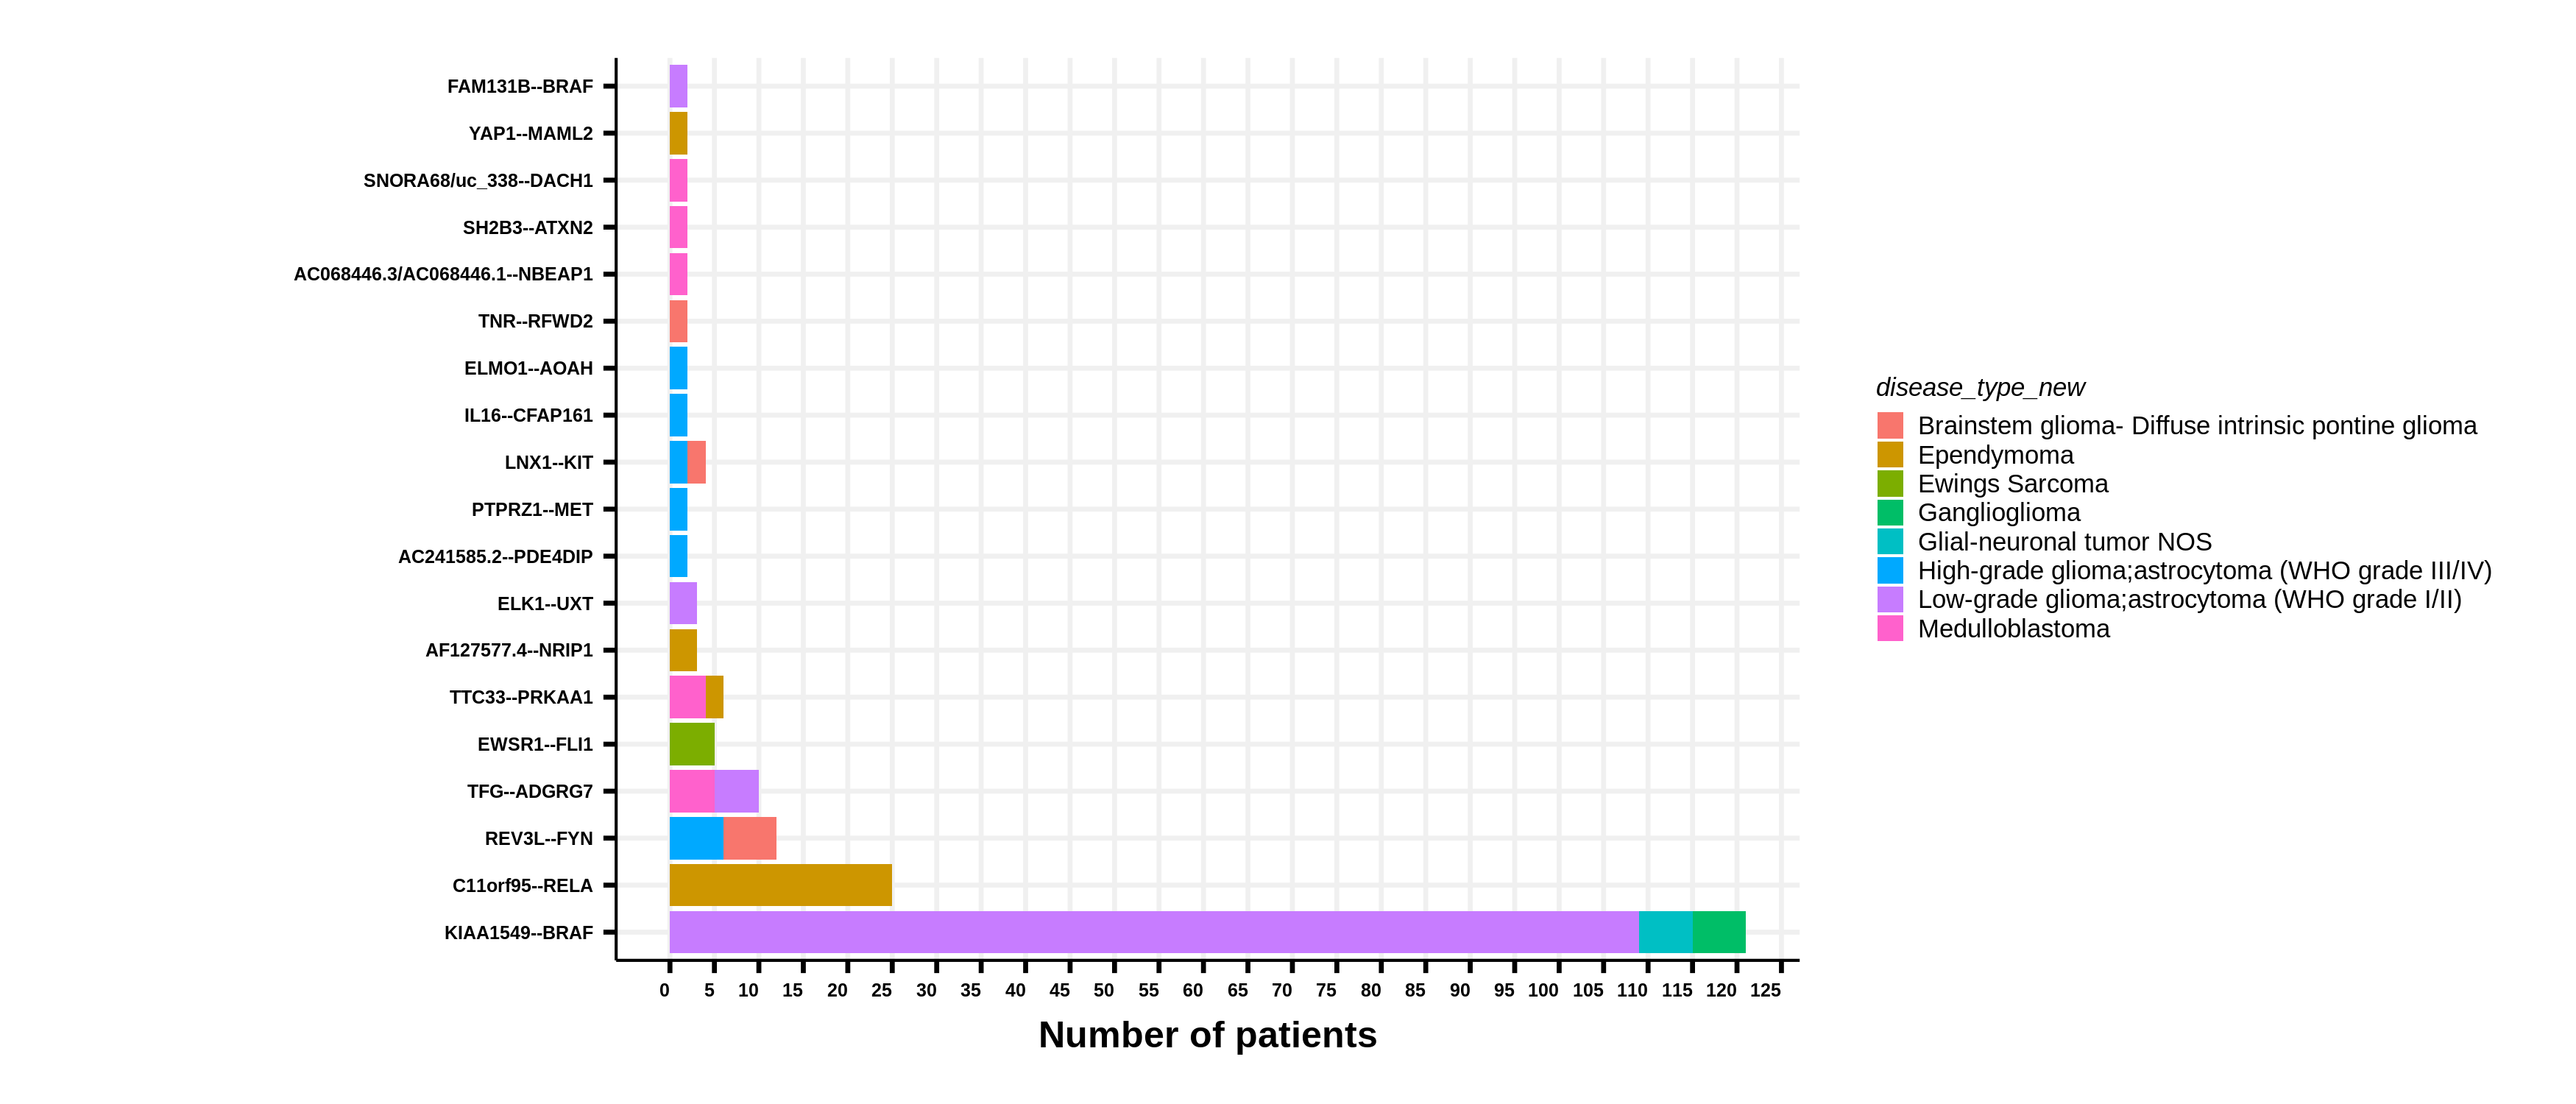 FAM131B--BRAF
YAP1--MAML2
SNORA68/uc_338--DACH1
SH2B3--ATXN2
AC068446.3/AC068446.1--NBEAP1
TNR--RFWD2
ELMO1--AOAH
IL16--CFAP161
LNX1--KIT
PTPRZ1--MET
AC241585.2--PDE4DIP
ELK1--UXT
AF127577.4--NRIP1
TTC33--PRKAA1
EWSR1--FLI1
TFG--ADGRG7
REV3L--FYN
C11orf95--RELA
KIAA1549--BRAF
0 5 10 15 20 25 30 35 40 45 50 55 60 65 70 75 80 85 90 95 100 105 110 115 120 125
Number of patients
disease_type_new
Brainstem glioma- Diffuse intrinsic pontine glioma
Ependymoma
Ewings Sarcoma
Ganglioglioma
Glial-neuronal tumor NOS
High-grade glioma;astrocytoma (WHO grade III/IV)
Low-grade glioma;astrocytoma (WHO grade I/II)
Medulloblastoma